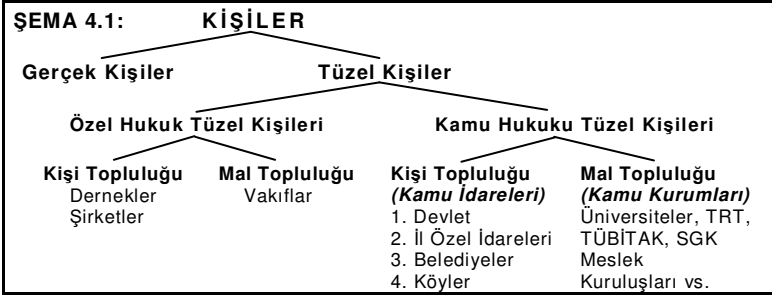 ŞEMA 4.1: KİŞİLER
Gerçek Kişiler Tüzel Kişiler
Özel Hukuk Tüzel Kişileri Kamu Hukuku Tüzel Kişileri
Kişi Topluluğu Mal Topluluğu Kişi Topluluğu Mal Topluluğu
Dernekler Vakıflar (Kamu İdareleri) (Kamu Kurumları)
Şirketler 1. Devlet Üniversiteler, TRT,
2. İl Özel İdareleri TÜBİTAK, SGK
3. Belediyeler Meslek
4. Köyler Kuruluşları vs.